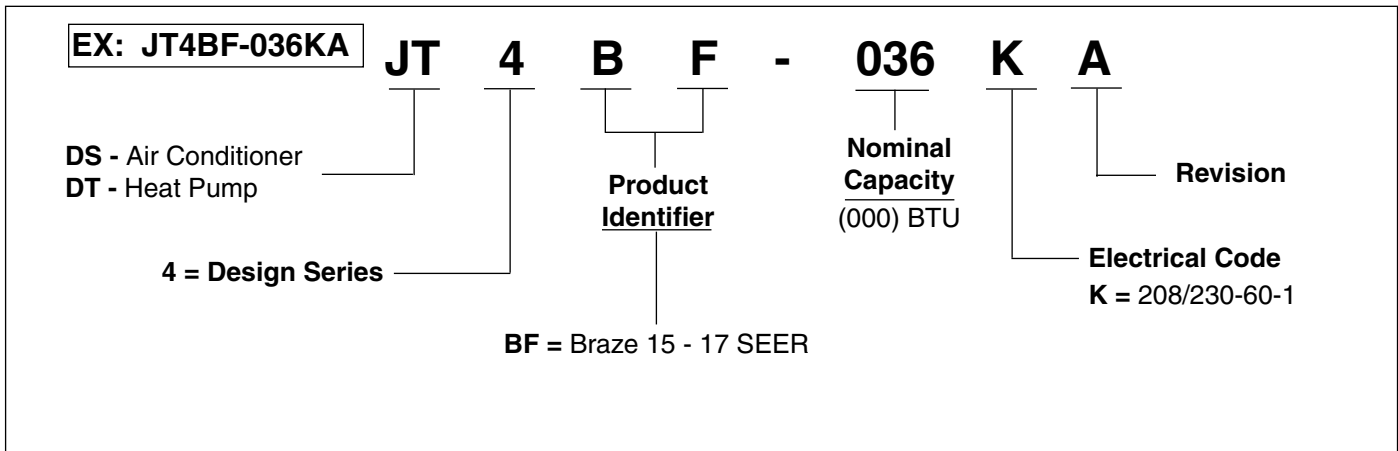 EX: JT4BF-036KA
JT 4 B F - 036 K A
DS - Air Conditioner
DT - Heat Pump
4 = Design Series
Product
Identifier
BF = Braze 15 - 17 SEER
Nominal
Capacity
(000) BTU
Revision
Electrical Code
K = 208/230-60-1